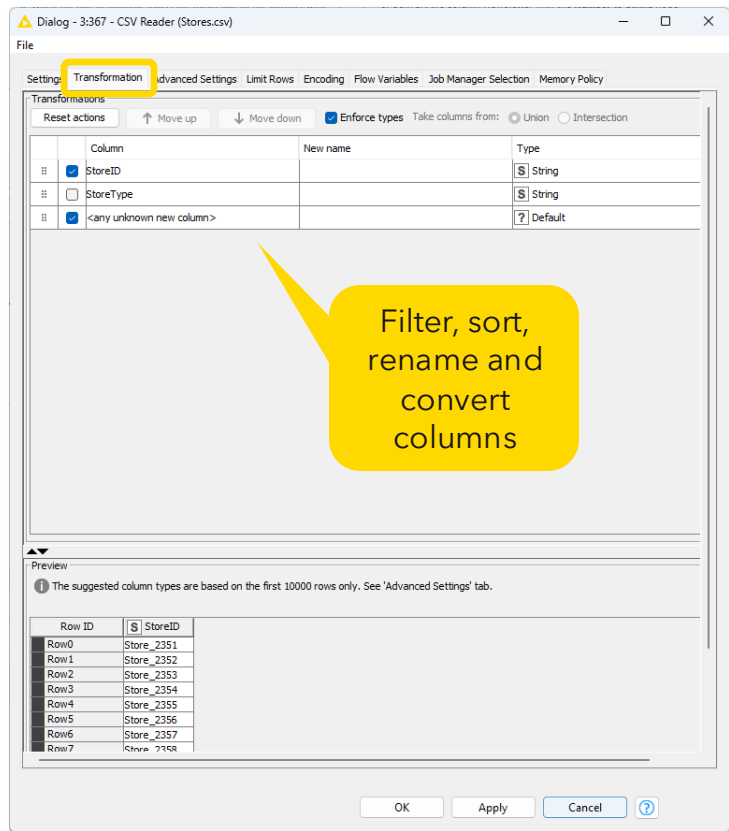 Dialog - 3:367 - CSV Reader (Stores.csv)
File
Settings Transformation Advanced Settings Limit Rows Encoding Flow Variables Job Manager Selection Memory Policy
Transformations
Reset actions ↑ Move up ↓ Move down Enforce types Take columns from: Union Intersection
Column New name Type
StoreID S String
StoreType S String
<any unknown new column> ? Default
Filter, sort,
rename and
convert
columns
Preview
The suggested column types are based on the first 10000 rows only. See 'Advanced Settings' tab.
Row ID S StoreID
Row0 Store_2351
Row1 Store_2352
Row2 Store_2353
Row3 Store_2354
Row4 Store_2355
Row5 Store_2356
Row6 Store_2357
Row7 Store_2358
OK Apply Cancel ?